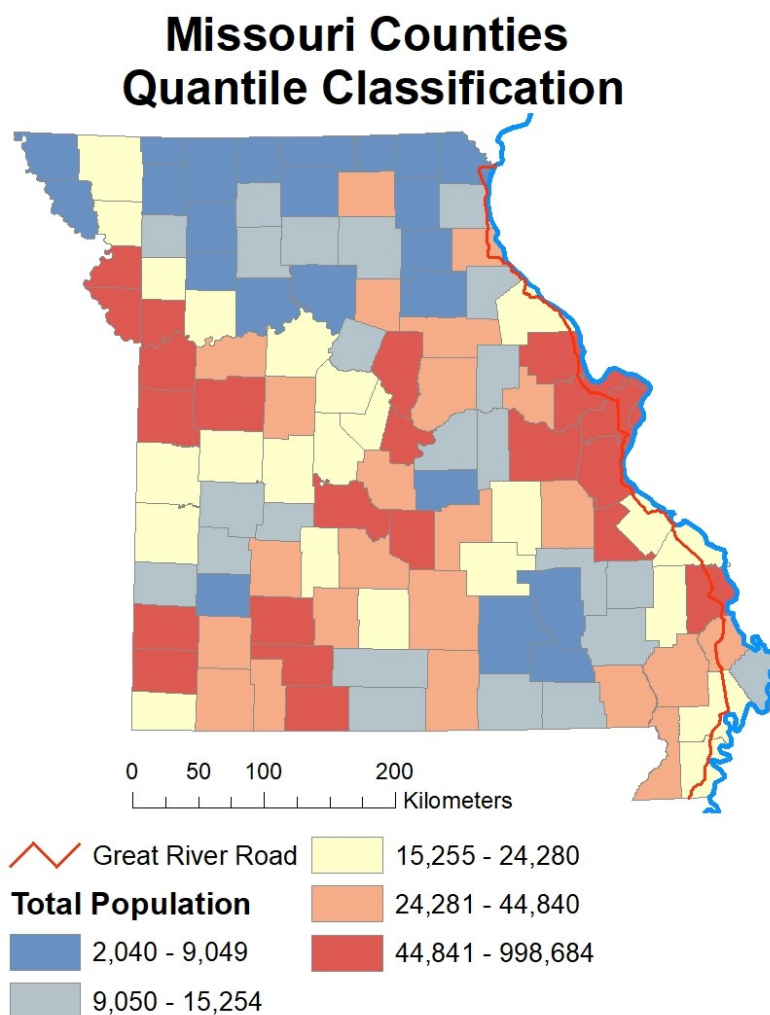 Missouri Counties
Quantile Classification
0 50 100 200
Kilometers
Great River Road
Total Population
2,040 - 9,049
9,050 - 15,254
15,255 - 24,280
24,281 - 44,840
44,841 - 998,684